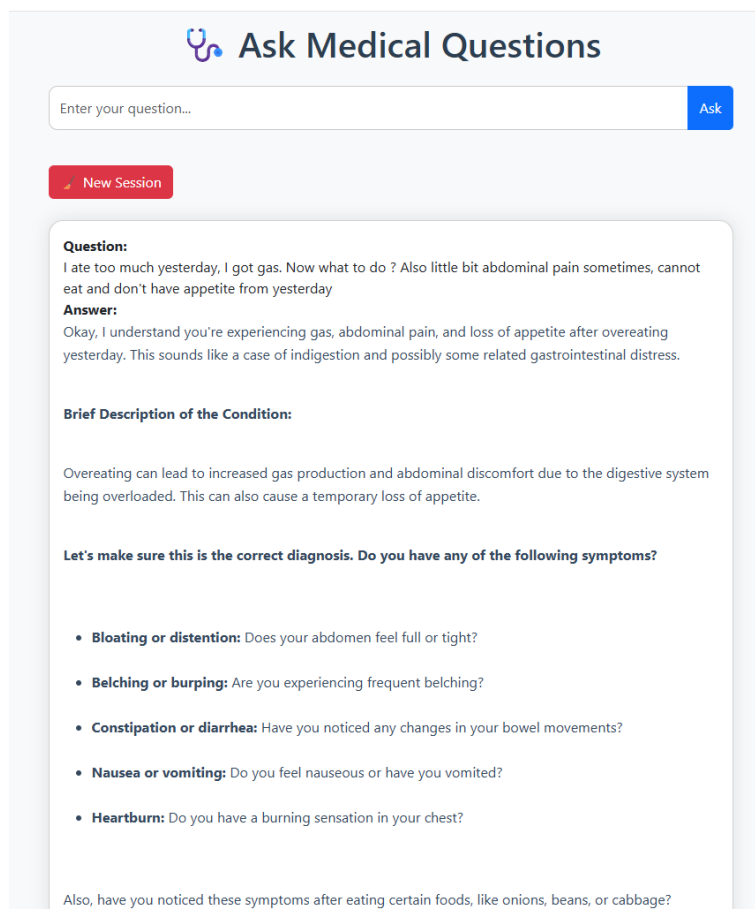 Ask Medical Questions
Enter your question...
Ask
New Session
Question:
I ate too much yesterday, I got gas. Now what to do ? Also little bit abdominal pain sometimes, cannot
eat and don't have appetite from yesterday
Answer:
Okay, I understand you're experiencing gas, abdominal pain, and loss of appetite after overeating
yesterday. This sounds like a case of indigestion and possibly some related gastrointestinal distress.
Brief Description of the Condition:
Overeating can lead to increased gas production and abdominal discomfort due to the digestive system
being overloaded. This can also cause a temporary loss of appetite.
Let's make sure this is the correct diagnosis. Do you have any of the following symptoms?
• Bloating or distention: Does your abdomen feel full or tight?
• Belching or burping: Are you experiencing frequent belching?
• Constipation or diarrhea: Have you noticed any changes in your bowel movements?
• Nausea or vomiting: Do you feel nauseous or have you vomited?
• Heartburn: Do you have a burning sensation in your chest?
Also, have you noticed these symptoms after eating certain foods, like onions, beans, or cabbage?